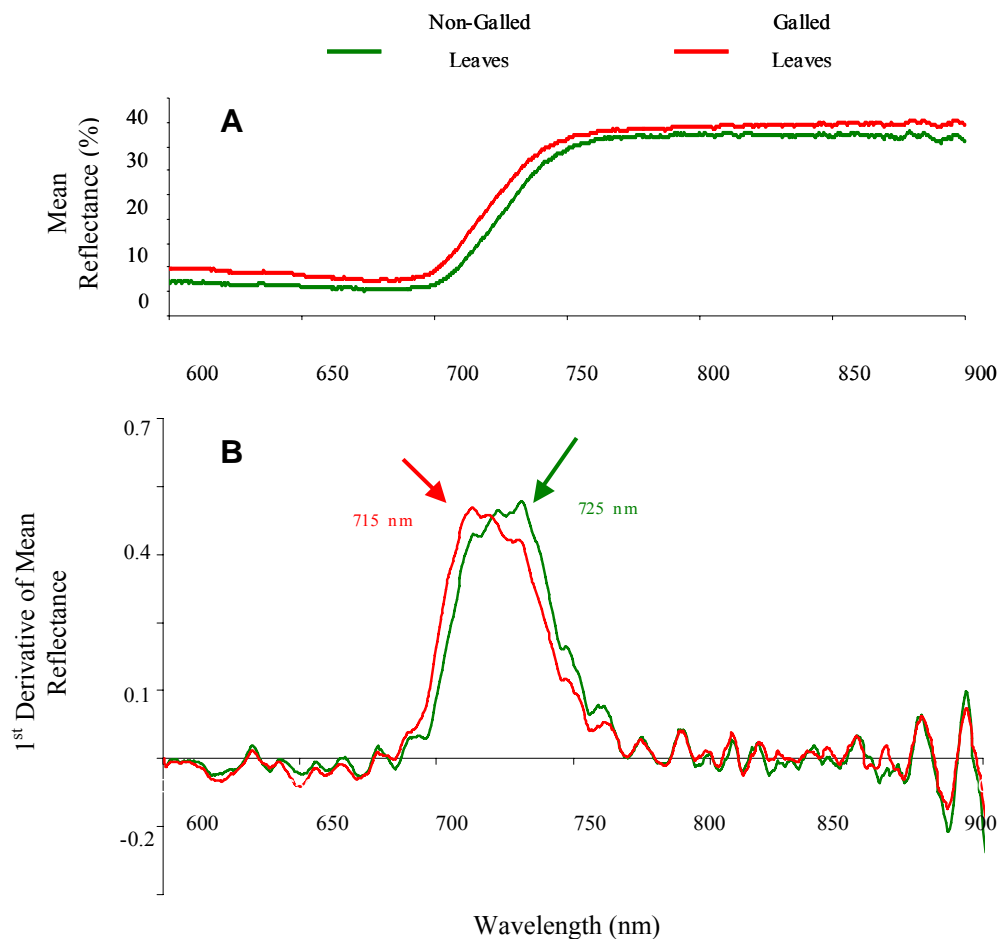 Non-Galled
Leaves
Galled
Leaves
A
Mean
Reflectance (%)
40
30
20
10
0
600 650 700 750 800 850 900
B
1st Derivative of Mean
Reflectance
0.7
0.4
0.1
-0.2
715 nm
725 nm
600 650 700 750 800 850 900
Wavelength (nm)